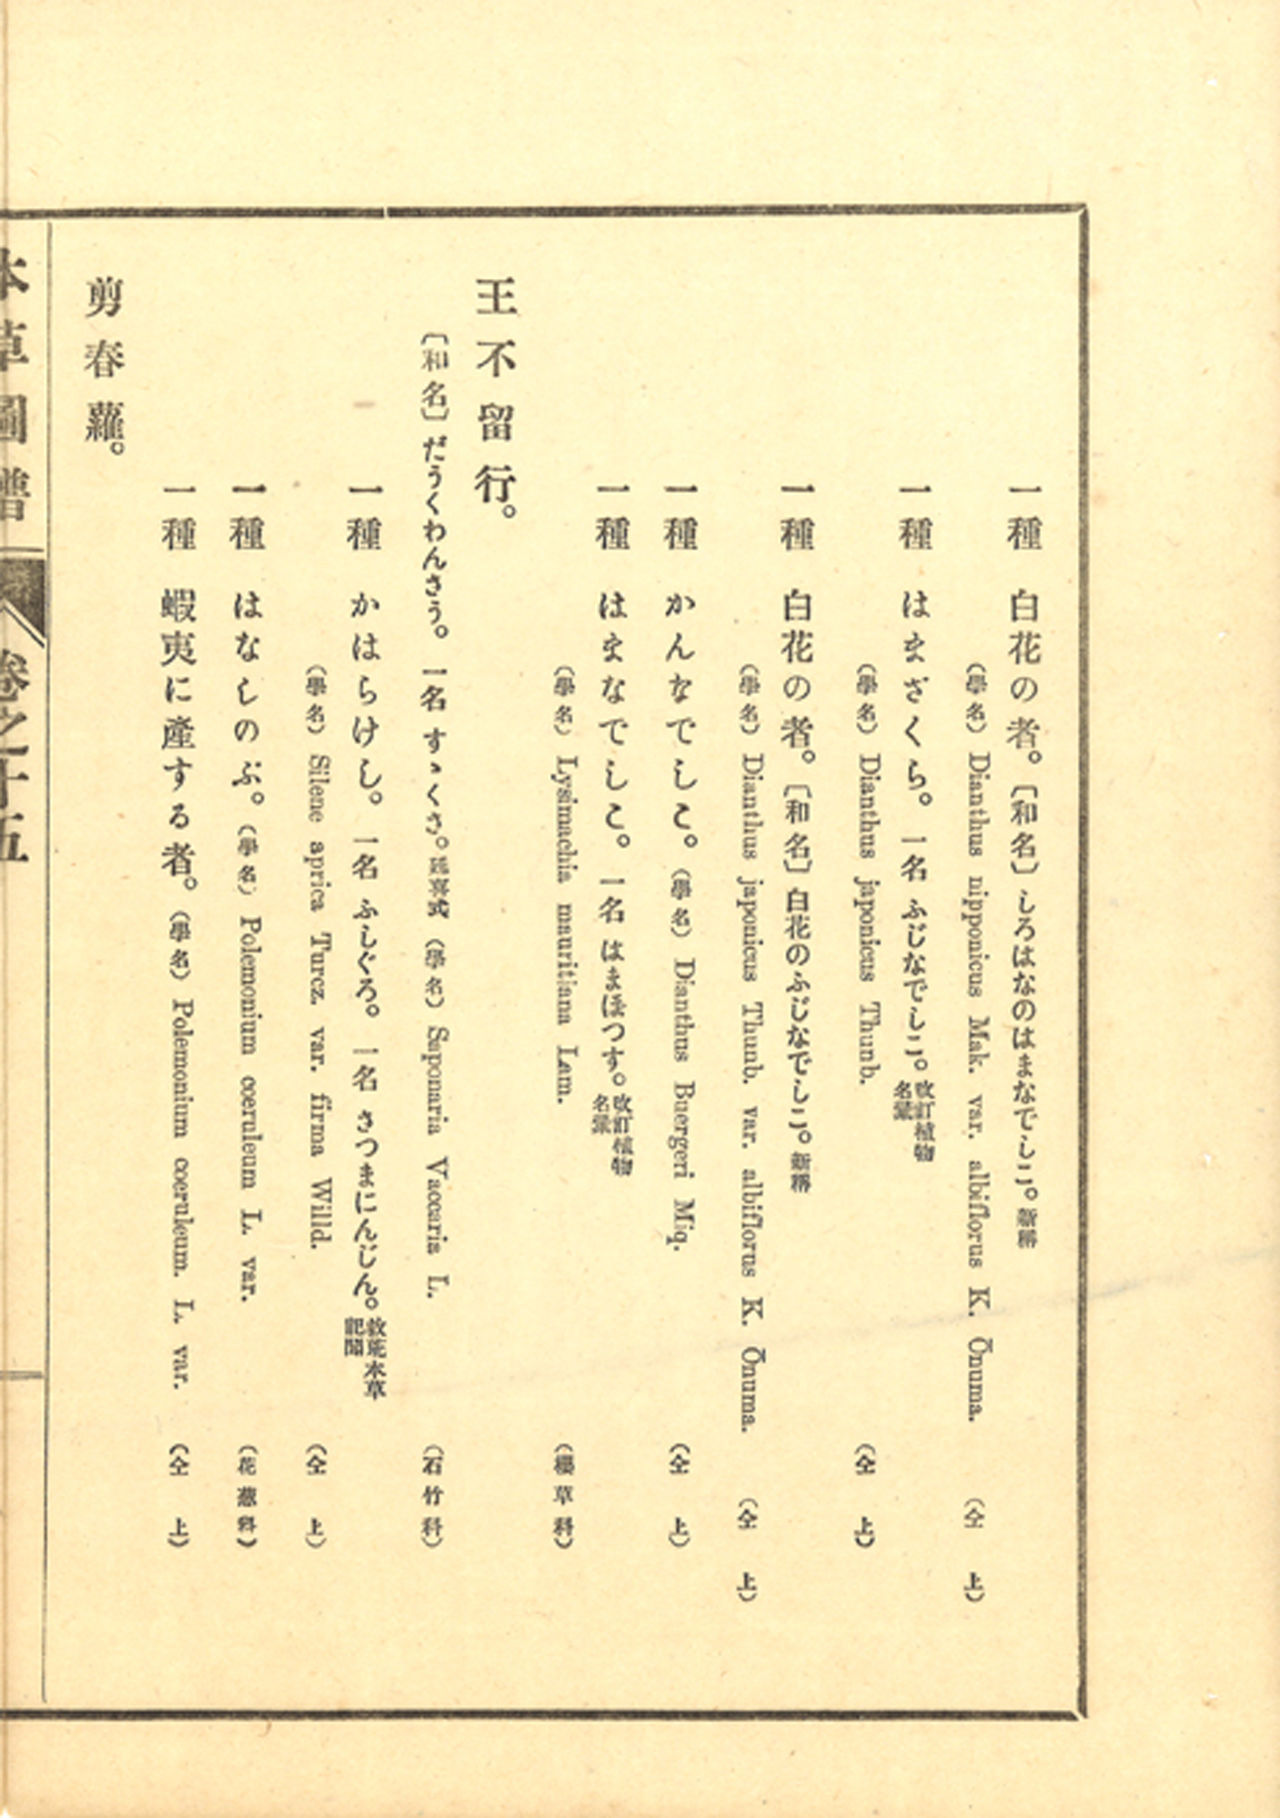 一種　白花の者。〔和名〕しろはなのはまなでしこ。新稱
（學名）Dianthus nipponicus Mak. var. albiflorus K. Ōnuma.　（仝上）
一種　はまざくら。一名 ふじなでしこ。改訂植物名彙
（學名）Dianthus japonicus Thunb.　（仝上）
一種　白花の者。〔和名〕白花のふじなでしこ。新稱
（學名）Dianthus japonicus Thunb. var. albiflorus K. Ōnuma.　（仝上）
一種　かんなでしこ。（學名）Dianthus Buergeri Miq.　（仝上）
一種　はまなでしこ。一名 はまほつす。改訂植物名彙
（學名）Lysimachia mauritiana Lam.　（櫻草科）
王不留行。
〔和名〕だうくわんさう。一名 すゞくさ。延喜式（學名）Saponaria Vaccaria L.　（石竹科）
一種　かはらけし。一名 ふしぐろ。一名 さつまにんじん。救荒本草記聞
（學名）Silene aprica Turcz. var. firma Willd.　（仝上）
一種　はなしのぶ。（學名）Polemonium coeruleum L. var.　（花葱科）
一種　蝦夷に產する者。（學名）Polemonium coeruleum. L. var.　（仝上）
剪春蘿。
本草圖譜　卷之十五